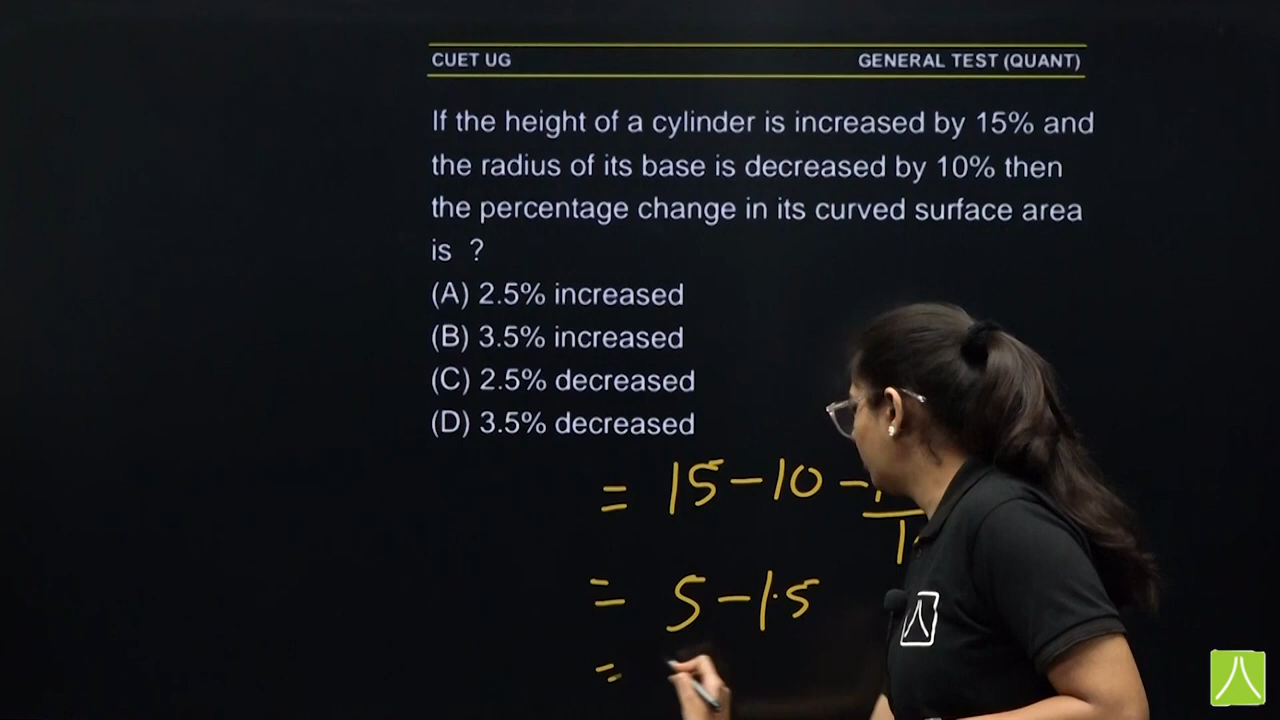 CUET UG GENERAL TEST (QUANT)
If the height of a cylinder is increased by 15% and
the radius of its base is decreased by 10% then
the percentage change in its curved surface area
is ?
(A) 2.5% increased
(B) 3.5% increased
(C) 2.5% decreased
(D) 3.5% decreased
= 15 - 10 -
= 5 - 1.5
=